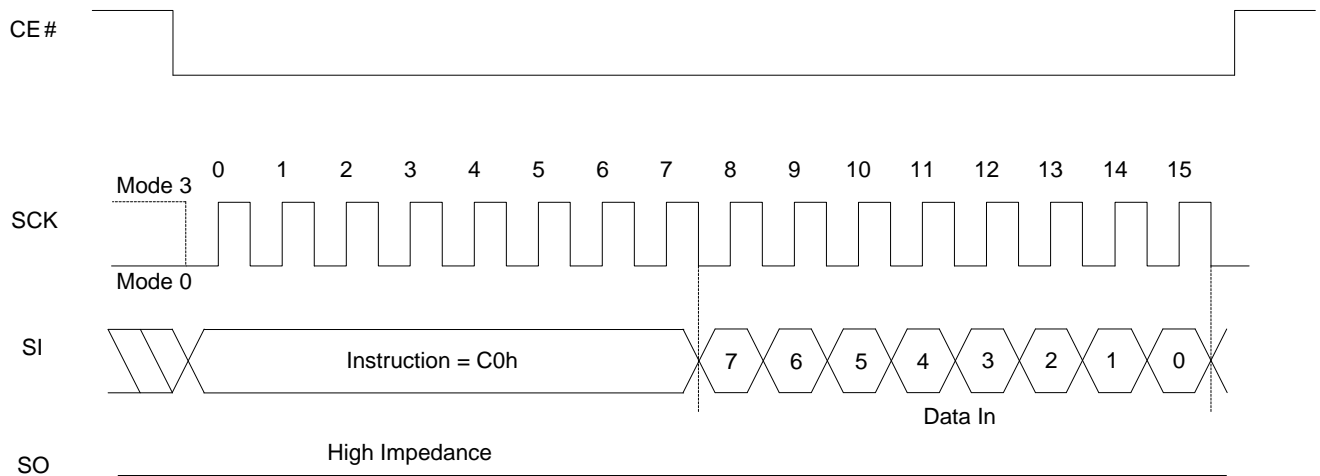 CE#
0 1 2 3 4 5 6 7 8 9 10 11 12 13 14 15
Mode 3
SCK
Mode 0
SI
Instruction = C0h
7 6 5 4 3 2 1 0
Data In
High Impedance
SO